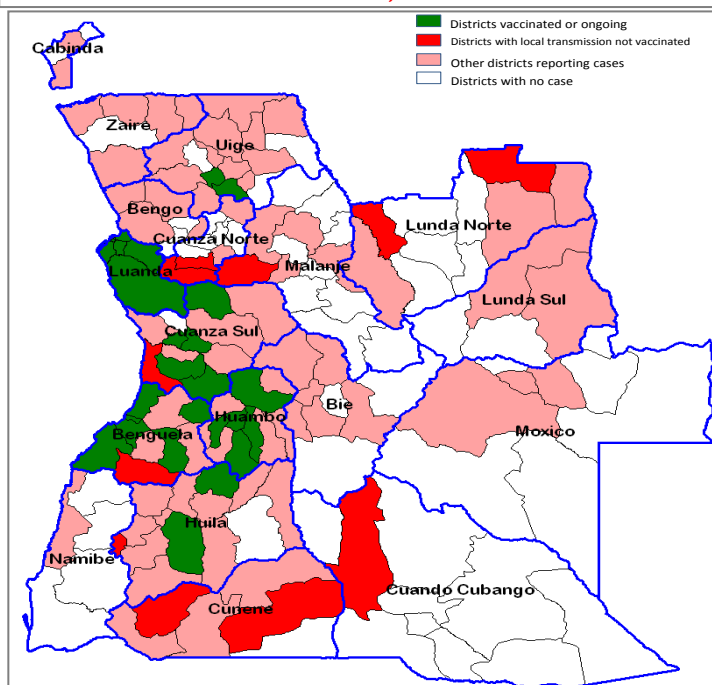 Districts vaccinated or ongoing
Districts with local transmission not vaccinated
Other districts reporting cases
Districts with no case
Cabinda
Zaire
Uige
Bengo
Cuanza Norte
Lunda Norte
Luanda
Malanje
Lunda Sul
Cuanza Sul
Bie
Huambo
Benguela
Moxico
Huila
Namibe
Cunene
Cuando Cubango